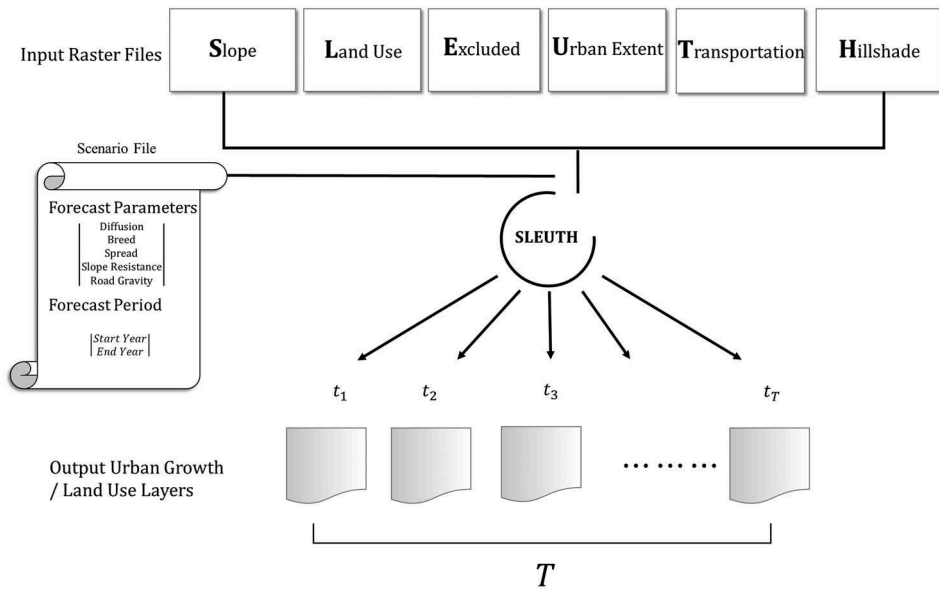 Input Raster Files
Slope
Land Use
Excluded
Urban Extent
Transportation
Hillshade
Scenario File
Forecast Parameters
Diffusion
Breed
Spread
Slope Resistance
Road Gravity
Forecast Period
Start Year
End Year
SLEUTH
t₁ t₂ t₃ t_T
Output Urban Growth
/ Land Use Layers
... ... ...
T